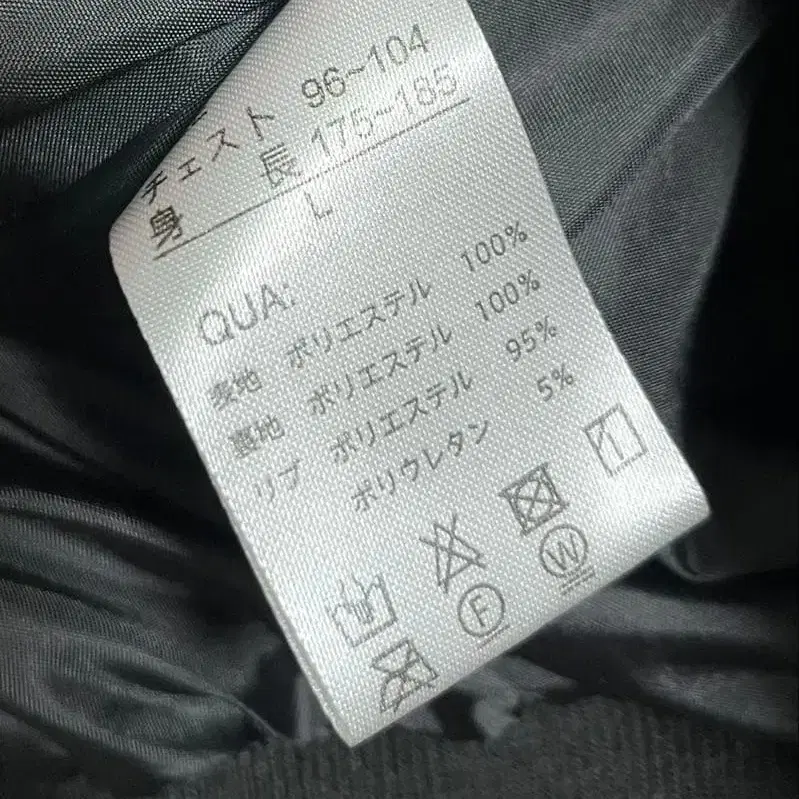 チェスト 96~104
身長 175~185
L
QUA:
表地 ポリエステル 100%
裏地 ポリエステル 100%
リブ ポリエステル 95%
ポリウレタン 5%
F
W